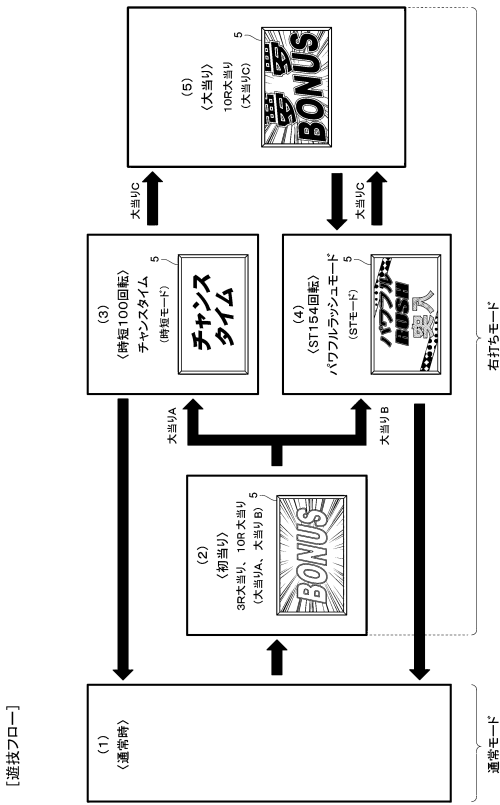 [遊技フロー]
(1)
〈通常時〉
(2)
〈初当り〉
3R大当り、10R大当り
(大当りA、大当りB)
5
BONUS
大当りA
大当りB
(3)
〈時短100回転〉
チャンスタイム
(時短モード)
5
チャンス
タイム
(4)
〈ST154回転〉
パワフルラッシュモード
(STモード)
5
パワフル
RUSH
突入
大当りC
大当りC
(5)
〈大当り〉
10R大当り
(大当りC)
5
BONUS
通常モード
右打ちモード